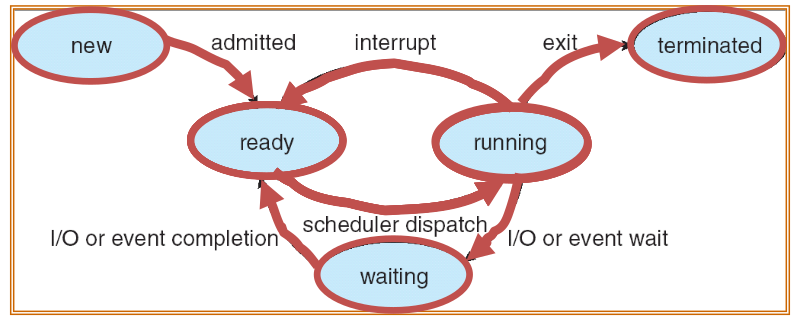 new
admitted
interrupt
exit
terminated
ready
running
scheduler dispatch
I/O or event completion
I/O or event wait
waiting